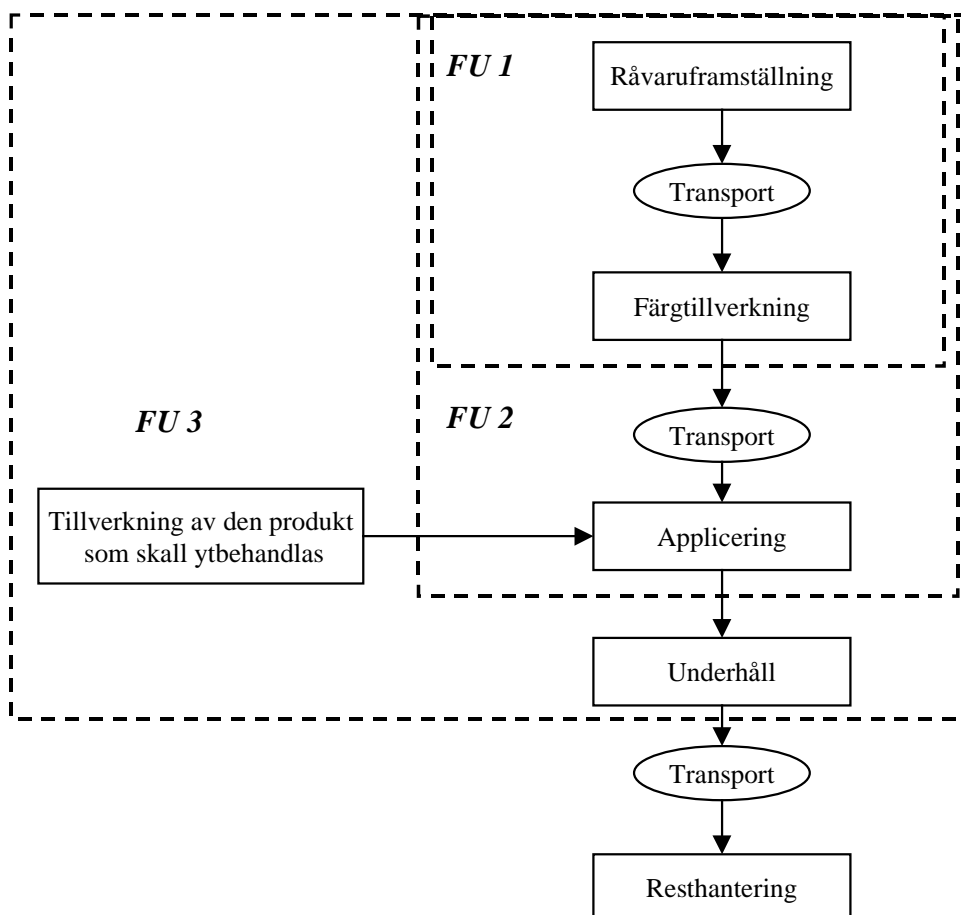 FU 1
Råvaruframställning
Transport
Färgtillverkning
FU 3
FU 2
Transport
Tillverkning av den produkt
som skall ytbehandlas
Applicering
Underhåll
Transport
Resthantering